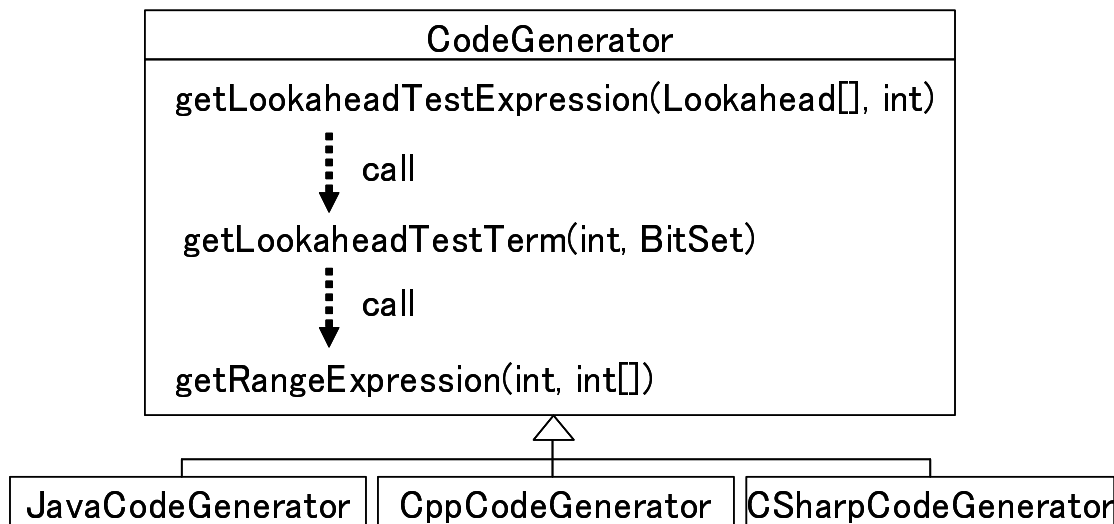 CodeGenerator
getLookaheadTestExpression(Lookahead[], int)
call
getLookaheadTestTerm(int, BitSet)
call
getRangeExpression(int, int[])
JavaCodeGenerator CppCodeGenerator CSharpCodeGenerator